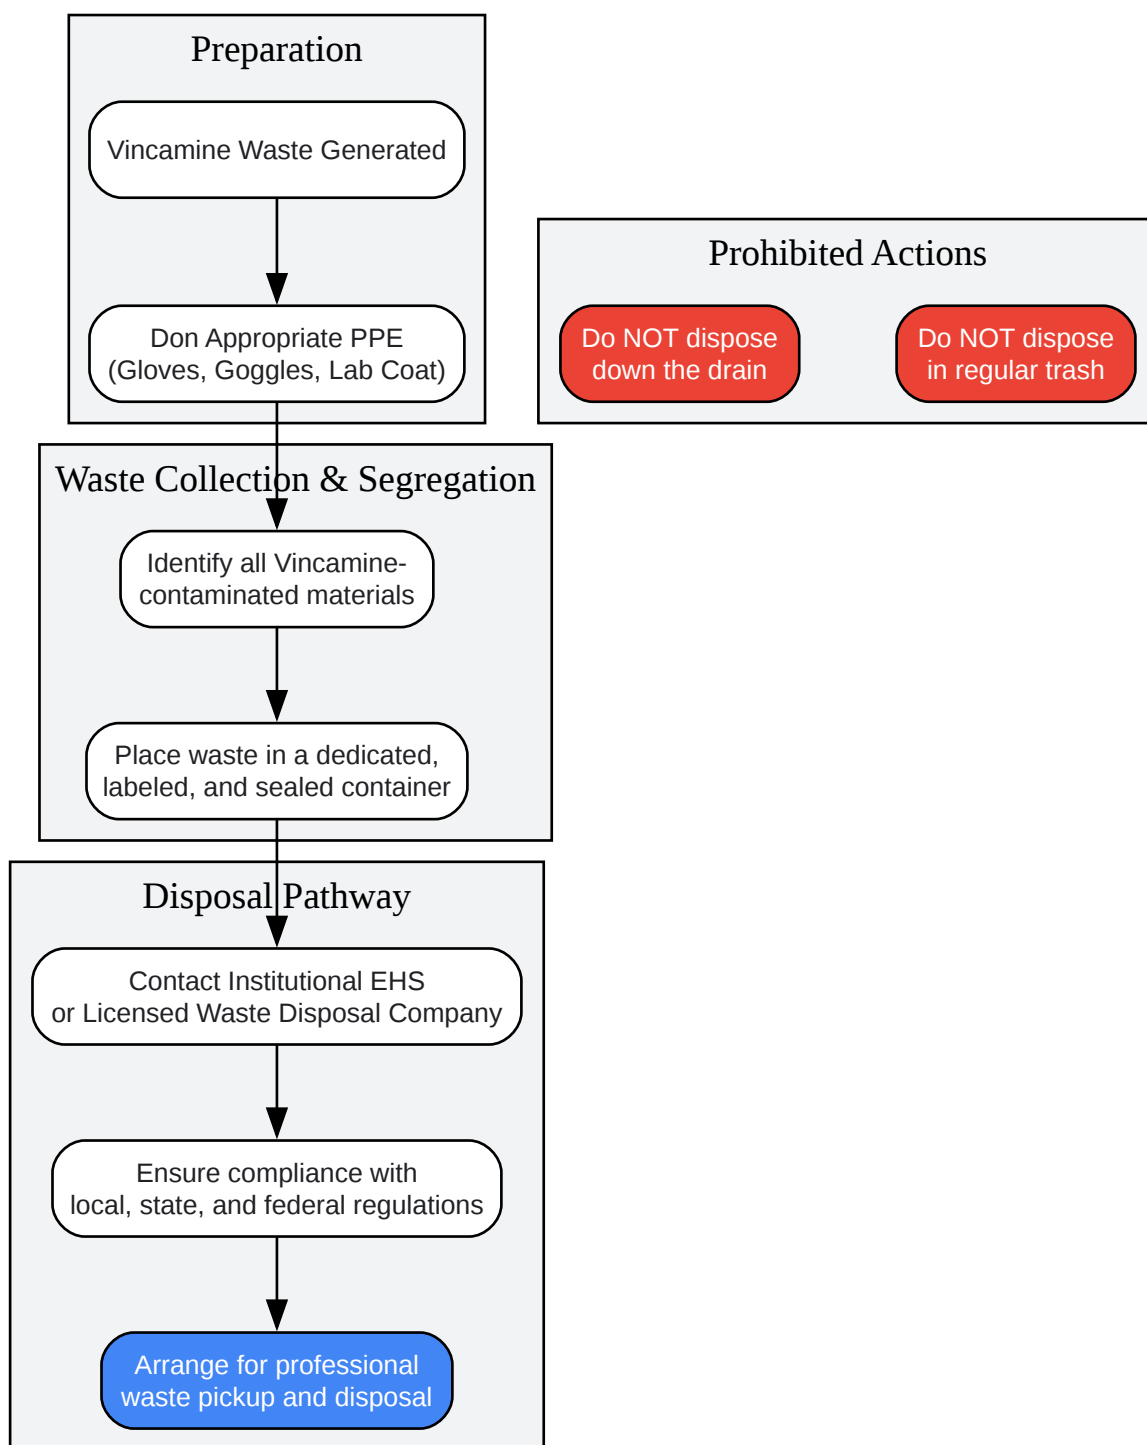 Preparation
Vincamine Waste Generated
Don Appropriate PPE
(Gloves, Goggles, Lab Coat)
Prohibited Actions
Do NOT dispose
down the drain
Do NOT dispose
in regular trash
Waste Collection & Segregation
Identify all Vincamine-
contaminated materials
Place waste in a dedicated,
labeled, and sealed container
Disposal Pathway
Contact Institutional EHS
or Licensed Waste Disposal Company
Ensure compliance with
local, state, and federal regulations
Arrange for professional
waste pickup and disposal